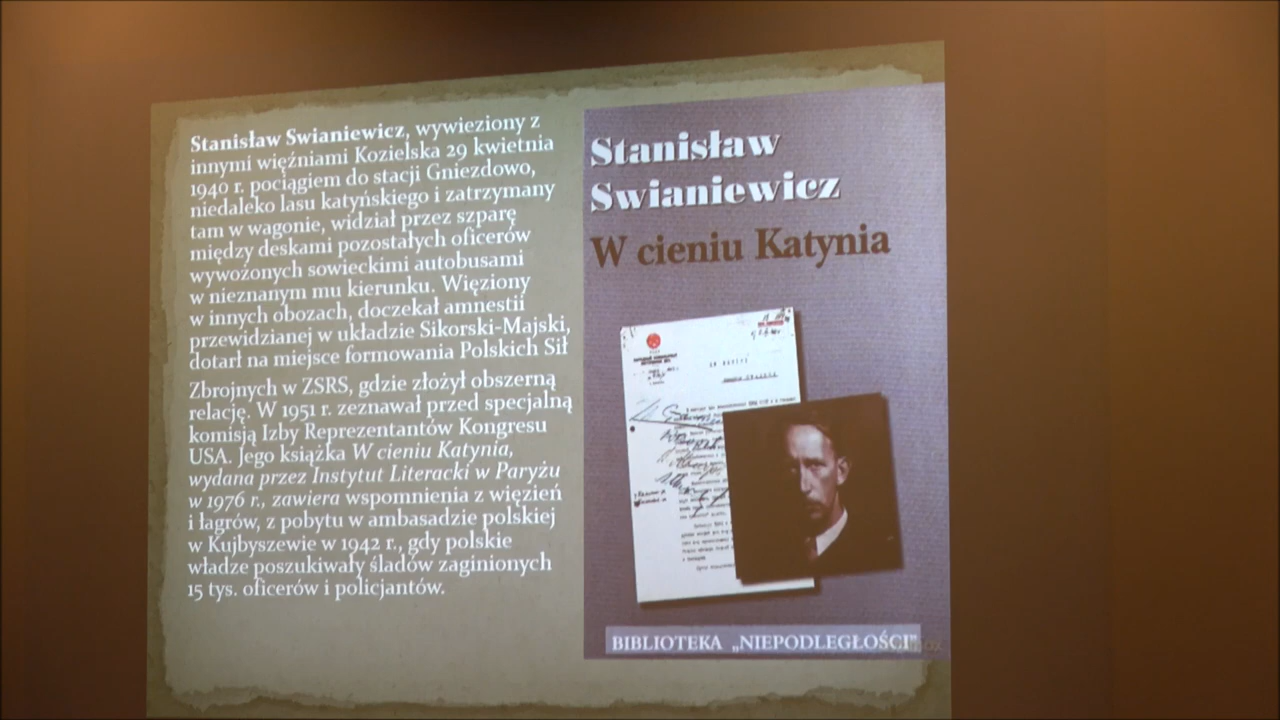 Stanisław Swianiewicz, wywieziony z
innymi więźniami Kozielska 29 kwietnia
1940 r. pociągiem do stacji Gniezdowo,
niedaleko lasu katyńskiego i zatrzymany
tam w wagonie, widział przez szparę
między deskami pozostałych oficerów
wywożonych sowieckimi autobusami
w nieznanym mu kierunku. Więziony
w innych obozach, doczekał amnestii
przewidzianej w układzie Sikorski-Majski,
dotarł na miejsce formowania Polskich Sił
Zbrojnych w ZSRS, gdzie złożył obszerną
relację. W 1951 r. zeznawał przed specjalną
komisją Izby Reprezentantów Kongresu
USA. Jego książka W cieniu Katynia,
wydana przez Instytut Literacki w Paryżu
w 1976 r., zawiera wspomnienia z więzień
i łagrów, z pobytu w ambasadzie polskiej
w Kujbyszewie w 1942 r., gdy polskie
władze poszukiwały śladów zaginionych
15 tys. oficerów i policjantów.
Stanisław
Swianiewicz
W cieniu Katynia
BIBLIOTEKA „NIEPODLEGŁOŚCI”